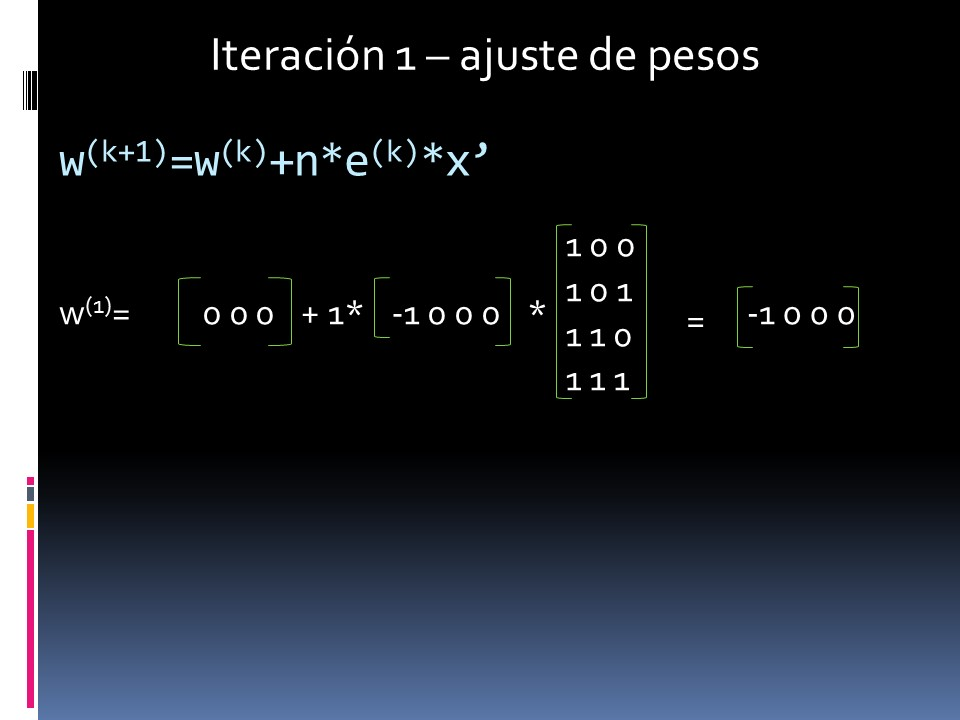 Iteración 1 – ajuste de pesos
w(k+1)=w(k)+n*e(k)*x’
w(1)= 0 0 0 + 1* -1 0 0 0 *
1 0 0
1 0 1
1 1 0
1 1 1
= -1 0 0 0